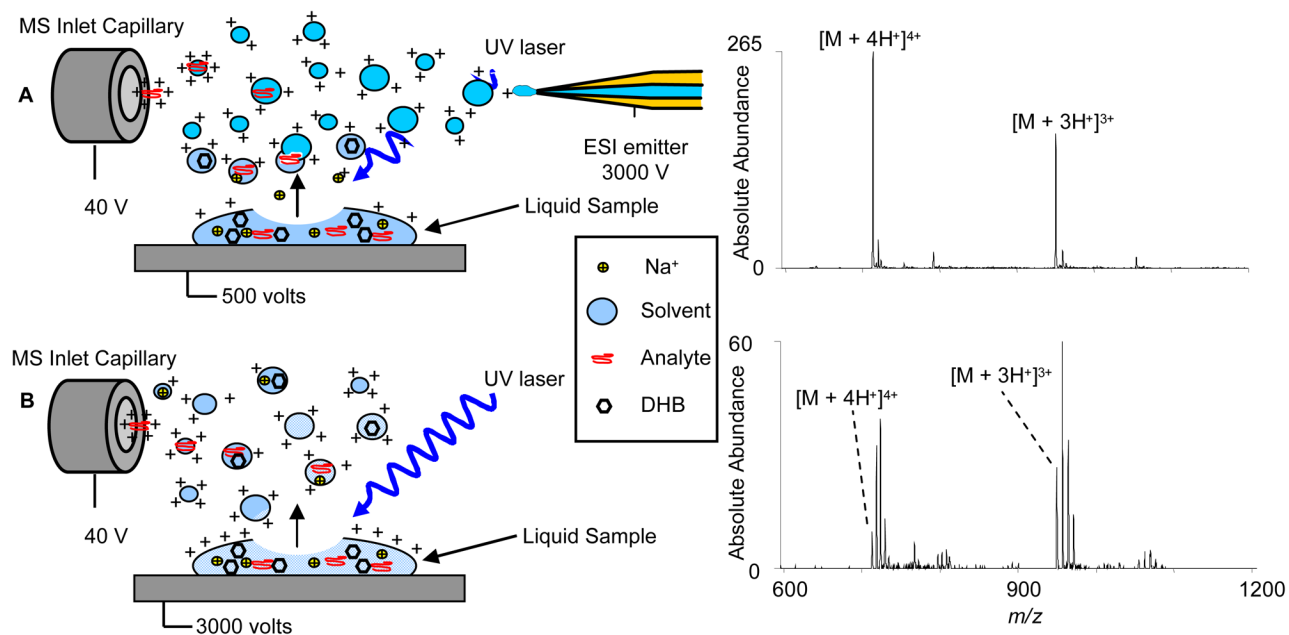 MS Inlet Capillary
UV laser
A
ESI emitter
3000 V
40 V
Liquid Sample
500 volts
[M + 4H⁺]⁴⁺
265
[M + 3H⁺]³⁺
Absolute Abundance
0
Na⁺
Solvent
Analyte
DHB
MS Inlet Capillary
UV laser
B
40 V
Liquid Sample
3000 volts
60
[M + 3H⁺]³⁺
[M + 4H⁺]⁴⁺
Absolute Abundance
0
600
900
1200
m/z